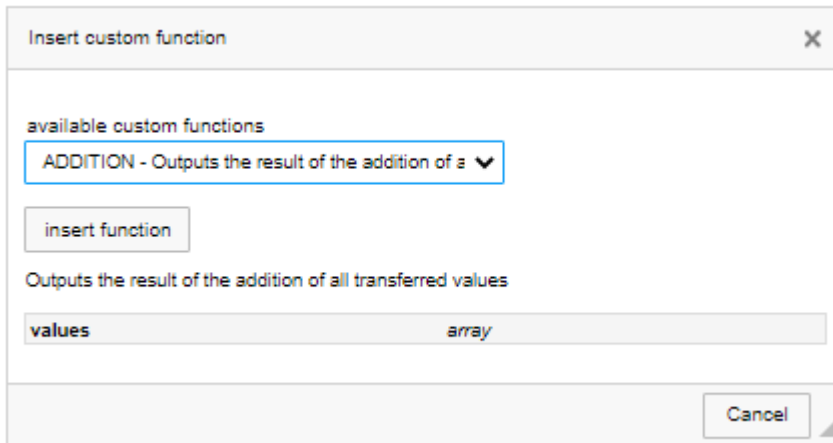 Insert custom function
available custom functions
ADDITION - Outputs the result of the addition of a
insert function
Outputs the result of the addition of all transferred values
values array
Cancel